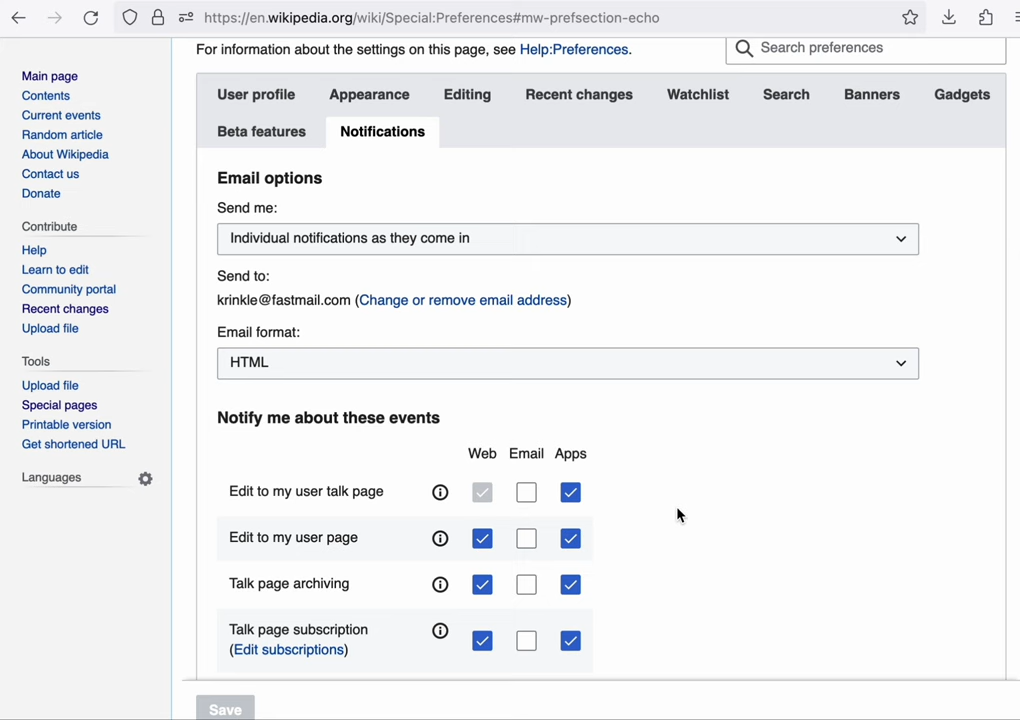 https://en.wikipedia.org/wiki/Special:Preferences#mw-prefsection-echo
For information about the settings on this page, see Help:Preferences.
Search preferences
Main page
Contents
Current events
Random article
About Wikipedia
Contact us
Donate
Contribute
Help
Learn to edit
Community portal
Recent changes
Upload file
Tools
Upload file
Special pages
Printable version
Get shortened URL
Languages
User profile Appearance Editing Recent changes Watchlist Search Banners Gadgets
Beta features Notifications
Email options
Send me:
Individual notifications as they come in
Send to:
krinkle@fastmail.com (Change or remove email address)
Email format:
HTML
Notify me about these events
Web Email Apps
Edit to my user talk page
Edit to my user page
Talk page archiving
Talk page subscription
(Edit subscriptions)
Save